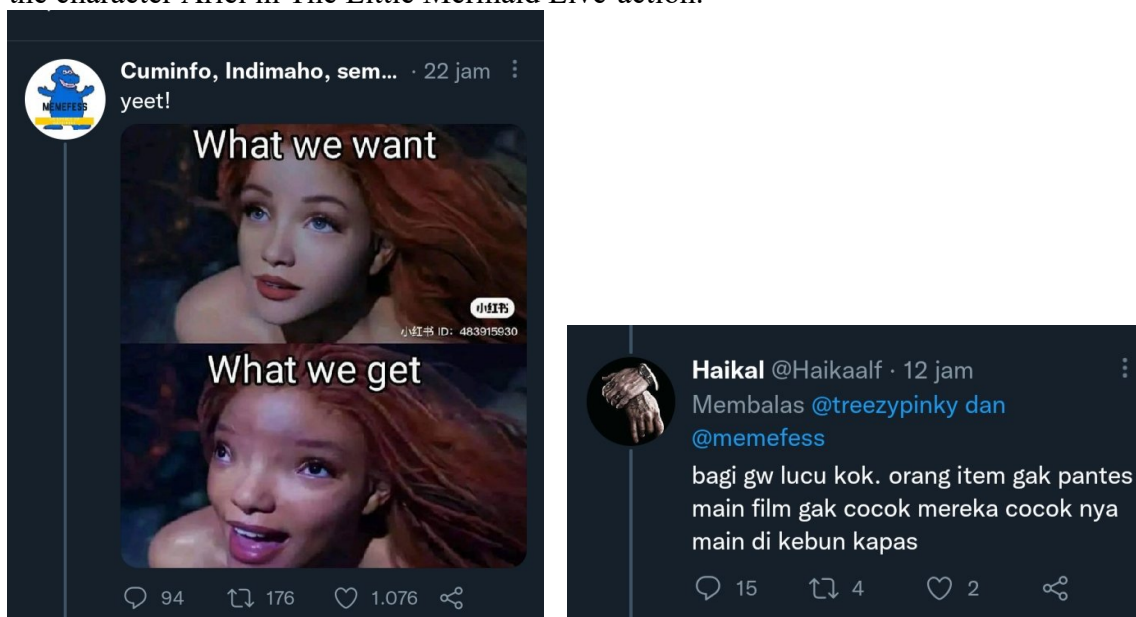 the character Ariel in The Little Mermaid Live-action.
Cuminfo, Indimaho, sem... · 22 jam
yeet!
MEMEFESS
What we want
小红书
小红书 ID: 483915930
What we get
94 176 1.076
Haikal @Haikaalf · 12 jam
Membalas @treezypinky dan
@memefess
bagi gw lucu kok. orang item gak pantes
main film gak cocok mereka cocok nya
main di kebun kapas
15 4 2